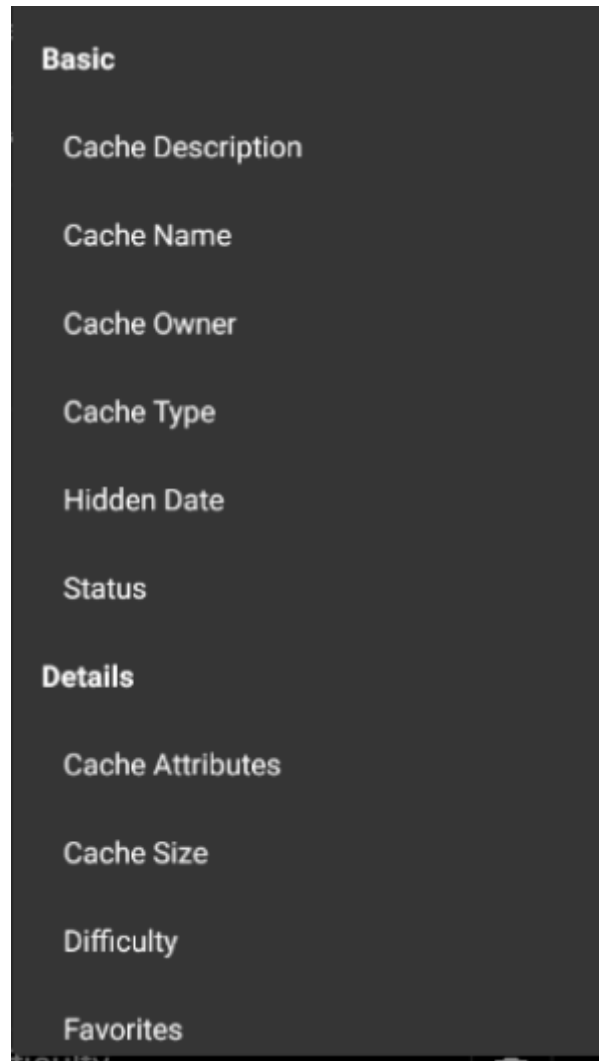 Basic
Cache Description
Cache Name
Cache Owner
Cache Type
Hidden Date
Status
Details
Cache Attributes
Cache Size
Difficulty
Favorites